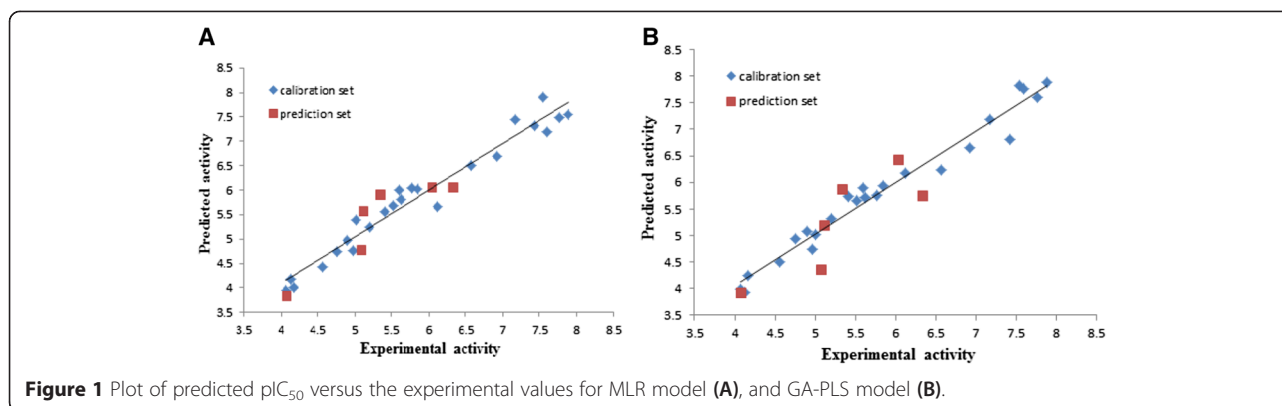 A
8.5
8
7.5
7
6.5
6
5.5
5
4.5
4
3.5
Predicted activity
calibration set
prediction set
3.5 4 4.5 5 5.5 6 6.5 7 7.5 8 8.5
Experimental activity
B
8.5
8
7.5
7
6.5
6
5.5
5
4.5
4
3.5
Predicted activity
calibration set
prediction set
3.5 4 4.5 5 5.5 6 6.5 7 7.5 8 8.5
Experimental activity
Figure 1 Plot of predicted pIC₅₀ versus the experimental values for MLR model (A), and GA-PLS model (B).